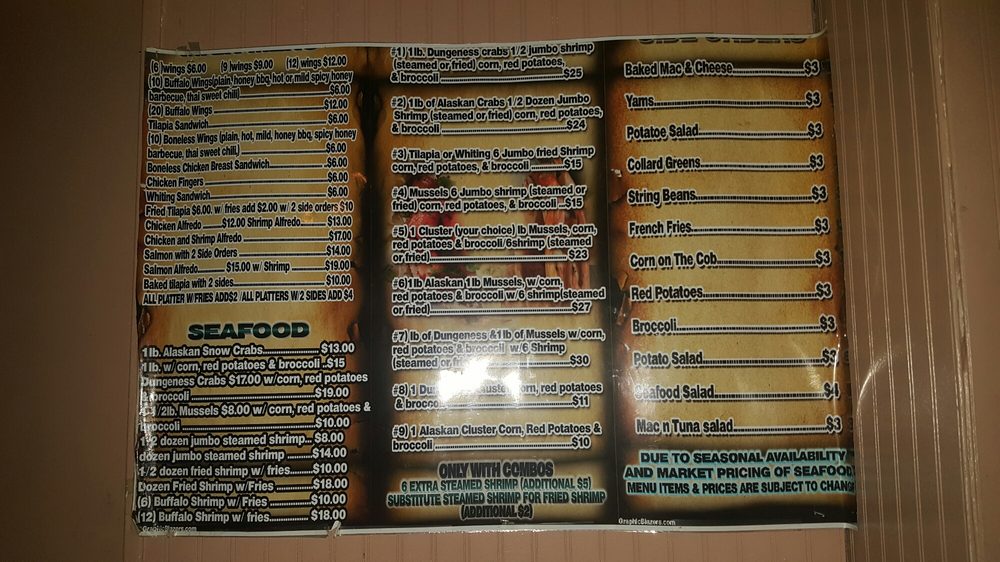 (6 )wings $6.00 (9 )wings $9.00 (12) wings $12.00
(10) Buffalo Wings(plain, honey bbq, hot or mild spicy honey
barbecue, thai sweet chili) $6.00
(20) Buffalo Wings $12.00
Tilapia Sandwich $6.00
(10) Boneless Wings (plain, hot, mild, honey bbq, spicy honey
barbecue, thai sweet chili,) $6.00
Boneless Chicken Breast Sandwich $6.00
Chicken Fingers $6.00
Whiting Sandwich $6.00
Fried Tilapia $6.00. w/ fries add $2.00 w/ 2 side orders $10
Chicken Alfredo $12.00 Shrimp Alfredo $13.00
Chicken and Shrimp Alfredo $17.00
Salmon with 2 Side Orders $14.00
Salmon Alfredo $15.00 w/ Shrimp $19.00
Baked tilapia with 2 sides $10.00
ALL PLATTER W/ FRIES ADD$2 /ALL PLATTERS W/ 2 SIDES ADD $4
SEAFOOD
1 lb. Alaskan Snow Crabs $13.00
1 lb. w/ corn, red potatoes & broccoli ..$15
Dungeness Crabs $17.00 w/corn, red potatoes
& broccoli $19.00
1/2lb. Mussels $8.00 w/ corn, red potatoes &
broccoli $10.00
1/2 dozen jumbo steamed shrimp... $8.00
dozen jumbo steamed shrimp $14.00
1/2 dozen fried shrimp w/ fries $10.00
Dozen Fried Shrimp w/Fries $18.00
(6) Buffalo Shrimp w/ Fries $10.00
(12) Buffalo Shrimp w/ fries $18.00
GraphicBlazers.com
#1) 1lb. Dungeness crabs 1/2 jumbo shrimp
(steamed or fried) corn, red potatoes,
& broccoli $25
#2) 1lb of Alaskan Crabs 1/2 Dozen Jumbo
Shrimp (steamed or fried) corn, red potatoes,
& broccoli $24
#3) Tilapia or Whiting 6 Jumbo fried Shrimp
corn, red potatoes, & broccoli $15
#4) Mussels 6 Jumbo shrimp (steamed or
fried) corn, red potatoes, & broccoli ...$15
#5) 1 Cluster (your choice) lb Mussels, corn,
red potatoes & broccoli/6shrimp (steamed
or fried) $23
#6)1lb Alaskan 1lb Mussels, w/corn,
red potatoes & broccoli w/6 shrimp(steamed
or fried) $27
#7) lb of Dungeness &1lb of Mussels w/corn,
red potatoes & broccoli w/6 Shrimp
(steamed or $30
#8) 1 corn, red potatoes
& $11
#9) 1 Alaskan Cluster, Corn, Red Potatoes &
broccoli $10
ONLY WITH COMBOS
6 EXTRA STEAMED SHRIMP (ADDITIONAL $5)
SUBSTITUTE STEAMED SHRIMP FOR FRIED SHRIMP
(ADDITIONAL $2)
SIDE ORDERS
Baked Mac & Cheese $3
Yams $3
Potatoe Salad $3
Collard Greens $3
String Beans $3
French Fries $3
Corn on The Cob $3
Red Potatoes $3
Broccoli $3
Potato Salad $3
Seafood Salad $4
Mac n Tuna salad $3
DUE TO SEASONAL AVAILABILITY
AND MARKET PRICING OF SEAFOOD
MENU ITEMS & PRICES ARE SUBJECT TO CHANG
GraphicBlazers.com